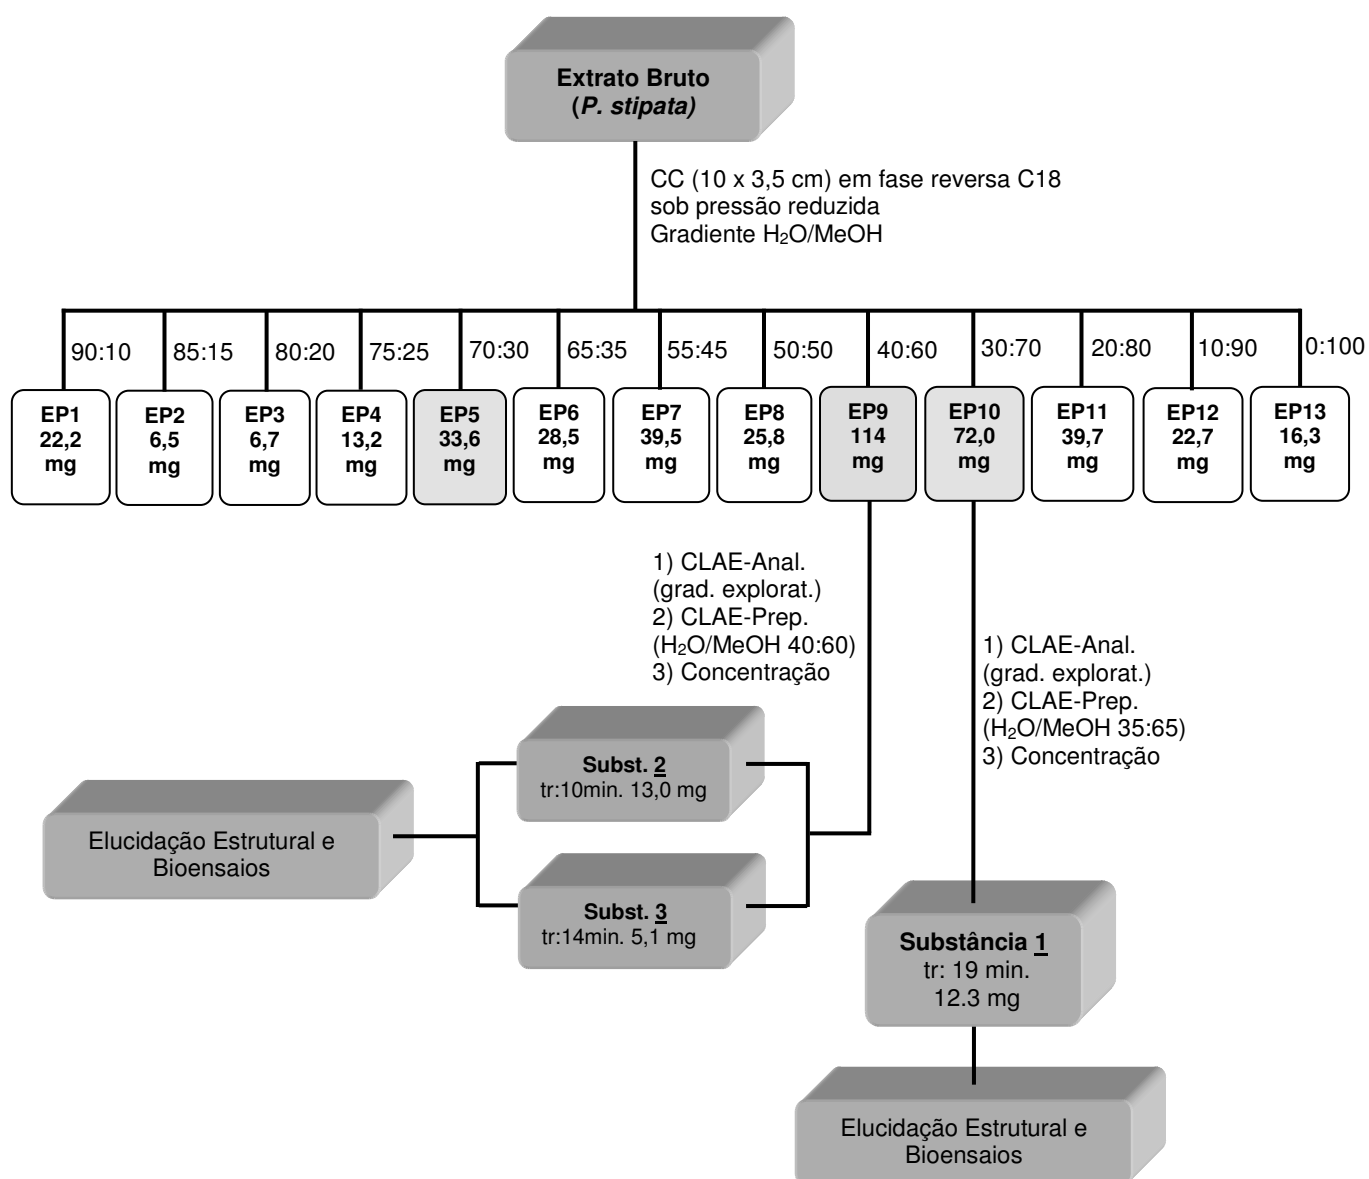 Extrato Bruto
(P. stipata)
CC (10 x 3,5 cm) em fase reversa C18
sob pressão reduzida
Gradiente H₂O/MeOH
90:10
85:15
80:20
75:25
70:30
65:35
55:45
50:50
40:60
30:70
20:80
10:90
0:100
EP1
22,2
mg
EP2
6,5
mg
EP3
6,7
mg
EP4
13,2
mg
EP5
33,6
mg
EP6
28,5
mg
EP7
39,5
mg
EP8
25,8
mg
EP9
114
mg
EP10
72,0
mg
EP11
39,7
mg
EP12
22,7
mg
EP13
16,3
mg
1) CLAE-Anal.
(grad. explorat.)
2) CLAE-Prep.
(H₂O/MeOH 40:60)
3) Concentração
1) CLAE-Anal.
(grad. explorat.)
2) CLAE-Prep.
(H₂O/MeOH 35:65)
3) Concentração
Subst. 2
tr:10min. 13,0 mg
Elucidação Estrutural e
Bioensaios
Subst. 3
tr:14min. 5,1 mg
Substância 1
tr: 19 min.
12.3 mg
Elucidação Estrutural e
Bioensaios